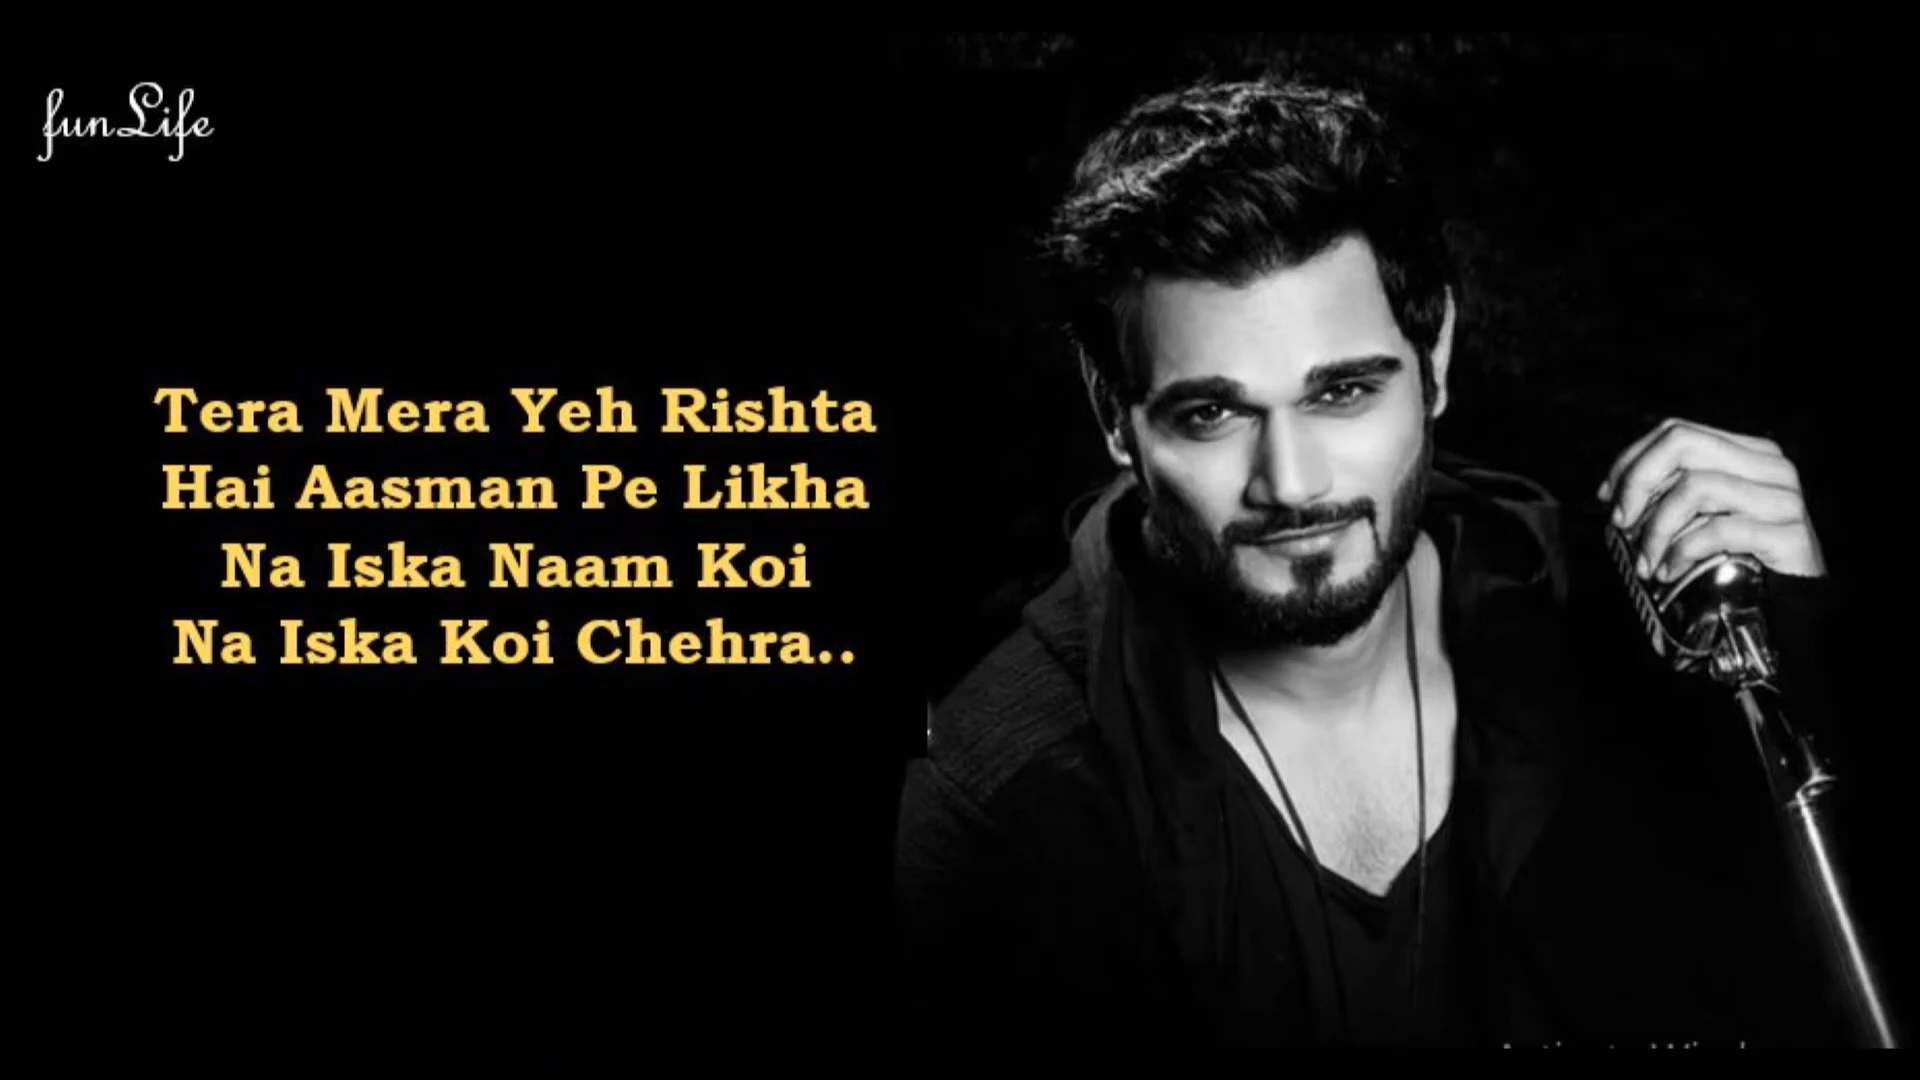 funLife
Tera Mera Yeh Rishta
Hai Aasman Pe Likha
Na Iska Naam Koi
Na Iska Koi Chehra..